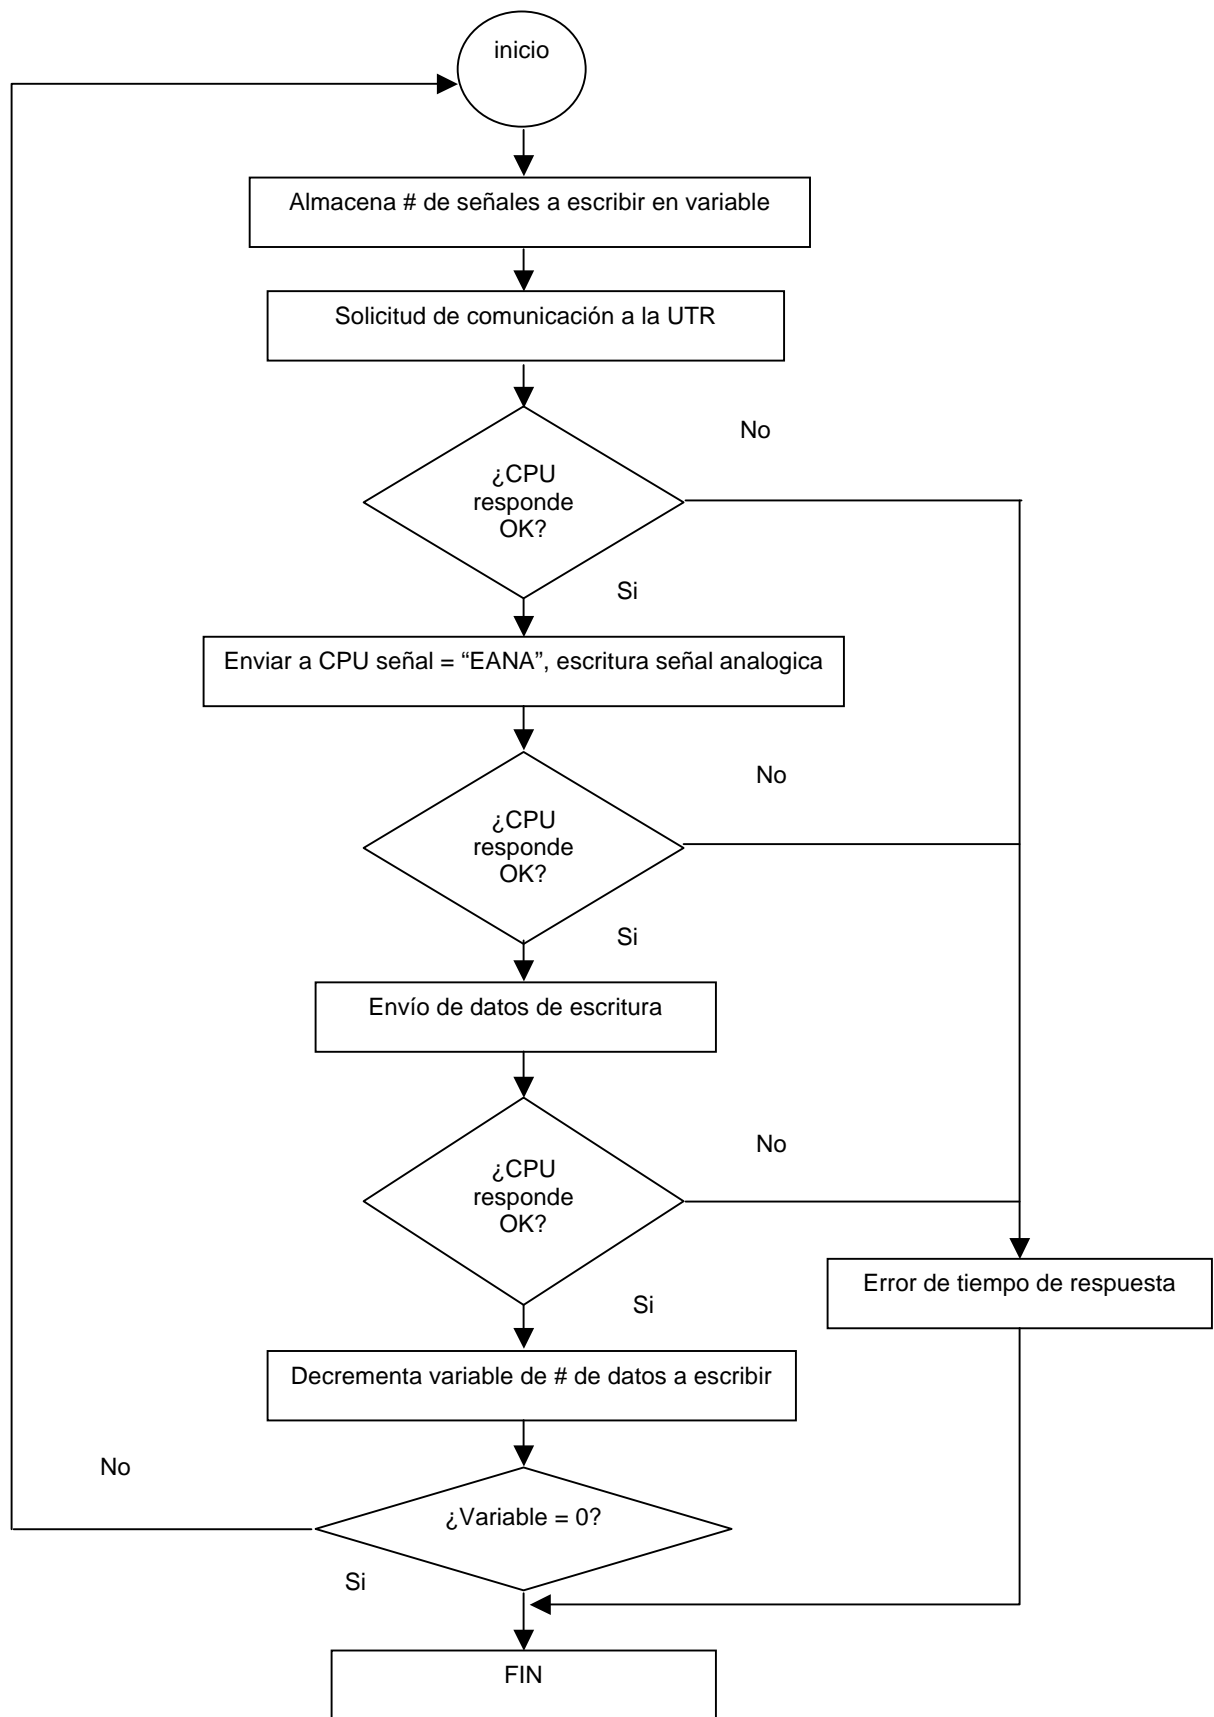 inicio
Almacena # de señales a escribir en variable
Solicitud de comunicación a la UTR
No
¿CPU
responde
OK?
Si
Enviar a CPU señal = “EANA”, escritura señal analogica
No
¿CPU
responde
OK?
Si
Envío de datos de escritura
No
¿CPU
responde
OK?
Error de tiempo de respuesta
Si
Decrementa variable de # de datos a escribir
No
¿Variable = 0?
Si
FIN